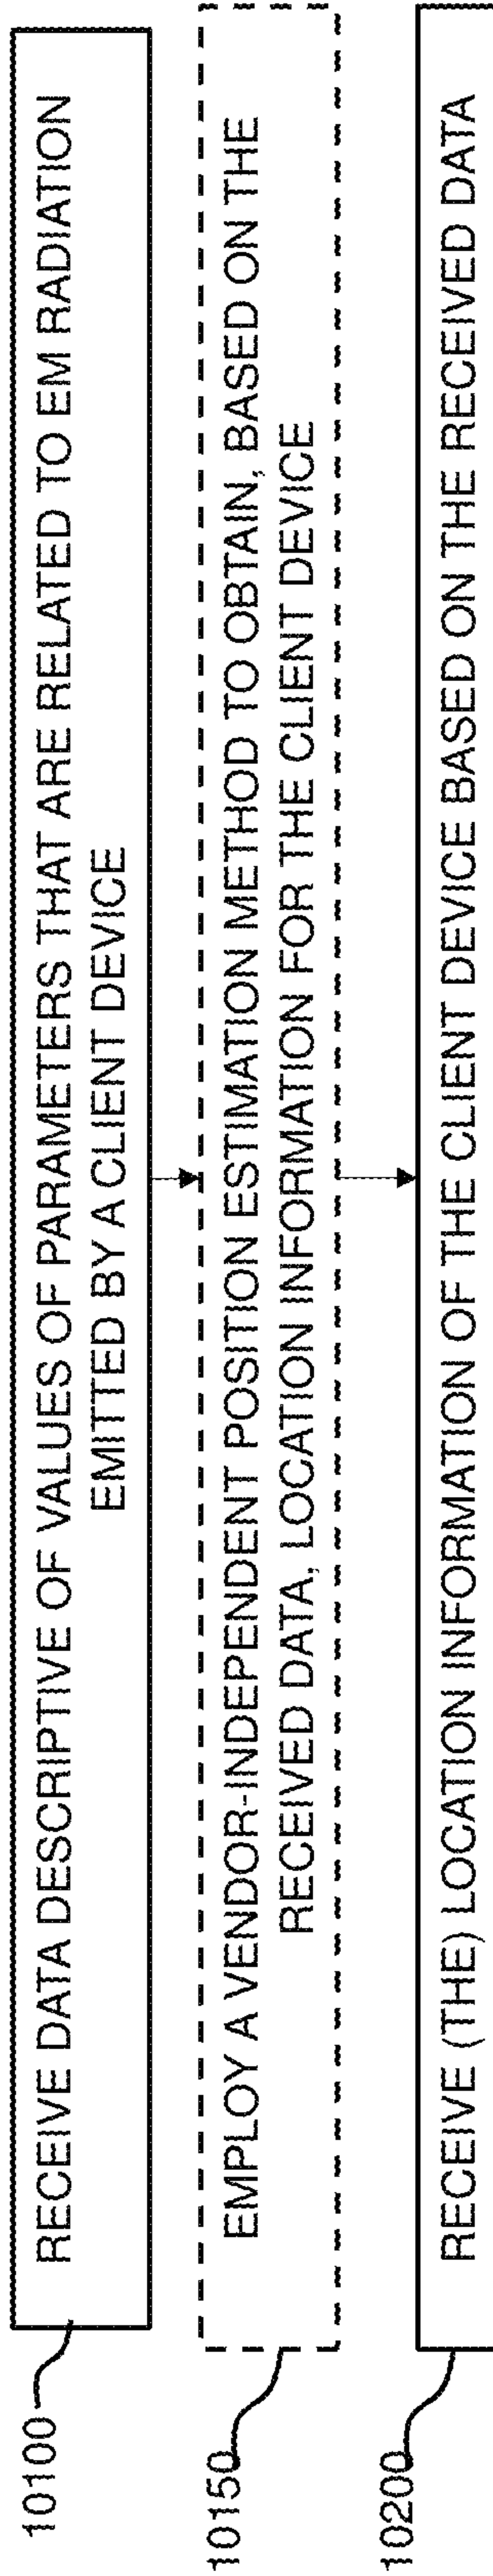 10100
RECEIVE DATA DESCRIPTIVE OF VALUES OF PARAMETERS THAT ARE RELATED TO EM RADIATION
EMITTED BY A CLIENT DEVICE
10150
EMPLOY A VENDOR-INDEPENDENT POSITION ESTIMATION METHOD TO OBTAIN, BASED ON THE
RECEIVED DATA, LOCATION INFORMATION FOR THE CLIENT DEVICE
10200
RECEIVE (THE) LOCATION INFORMATION OF THE CLIENT DEVICE BASED ON THE RECEIVED DATA